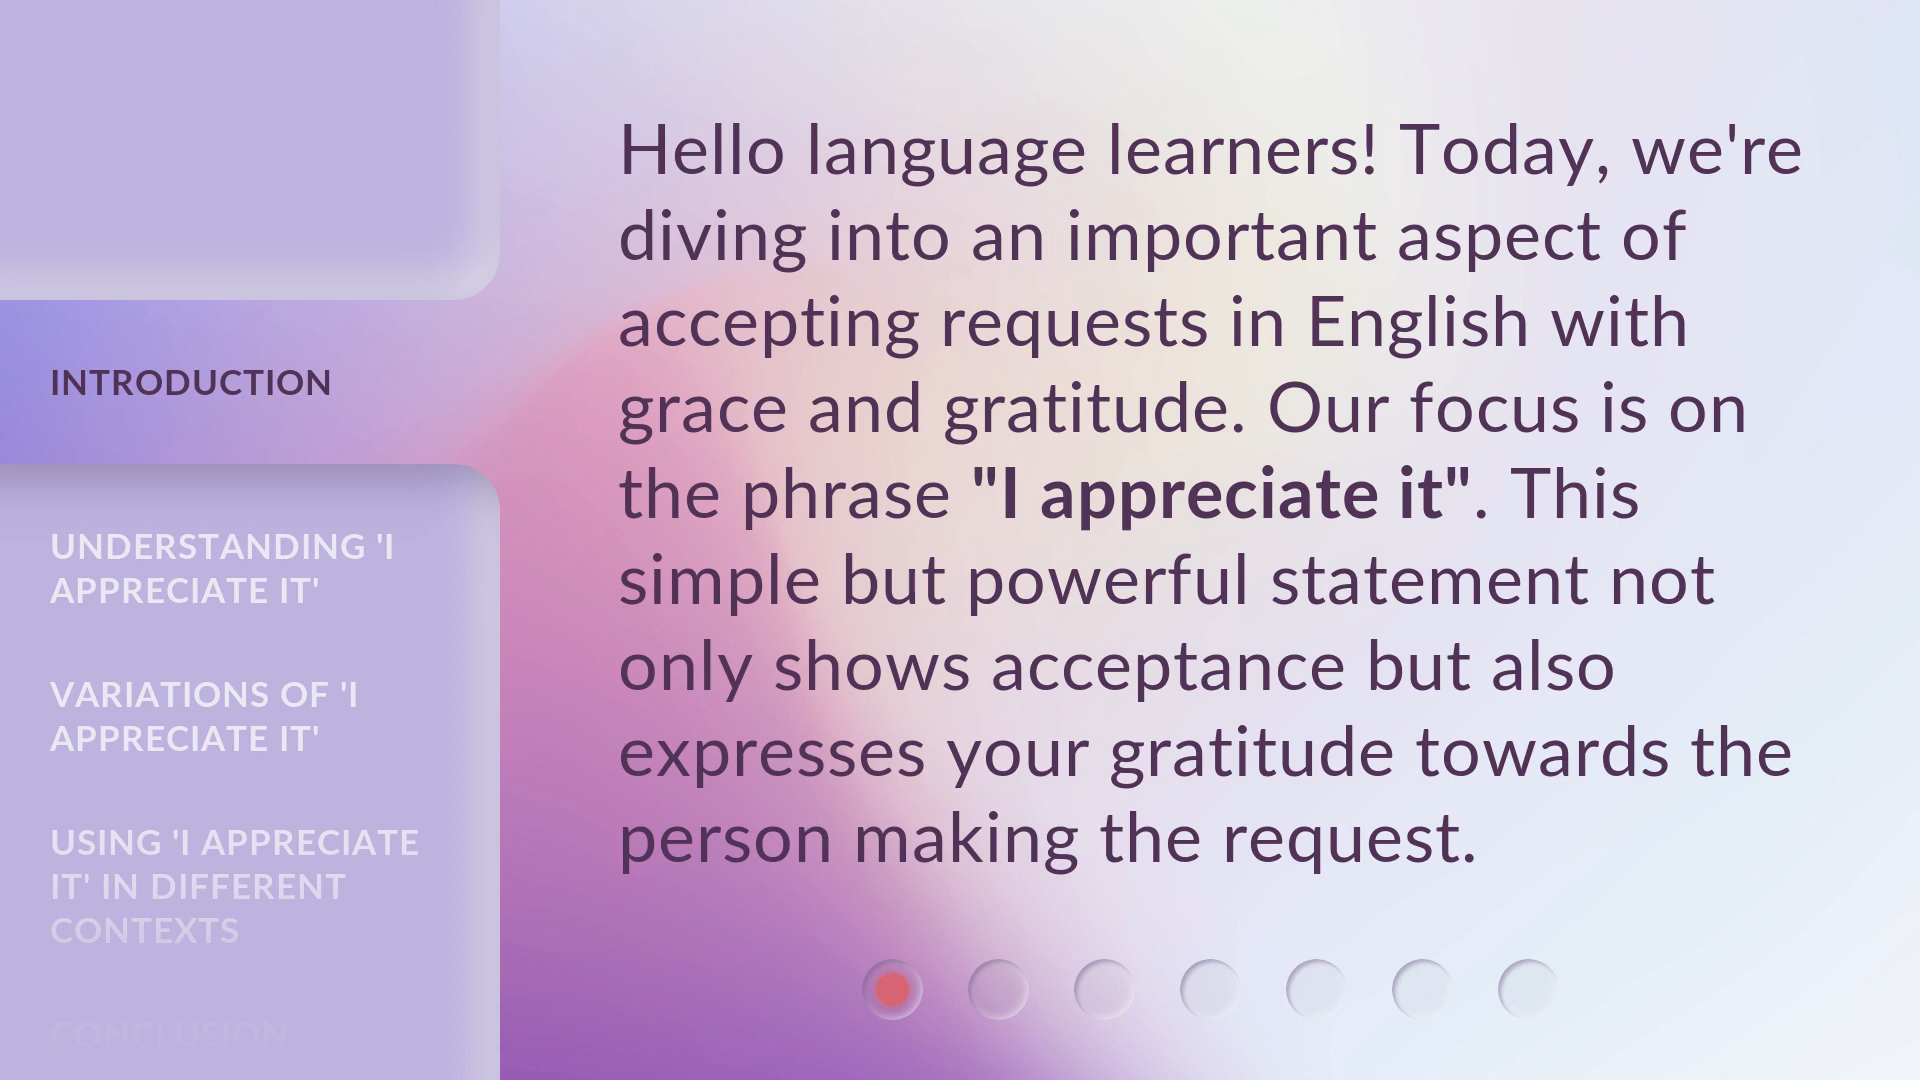 INTRODUCTION
UNDERSTANDING 'I
APPRECIATE IT'
VARIATIONS OF 'I
APPRECIATE IT'
USING 'I APPRECIATE
IT' IN DIFFERENT
CONTEXTS
CONCLUSION
Hello language learners! Today, we're
diving into an important aspect of
accepting requests in English with
grace and gratitude. Our focus is on
the phrase "I appreciate it". This
simple but powerful statement not
only shows acceptance but also
expresses your gratitude towards the
person making the request.